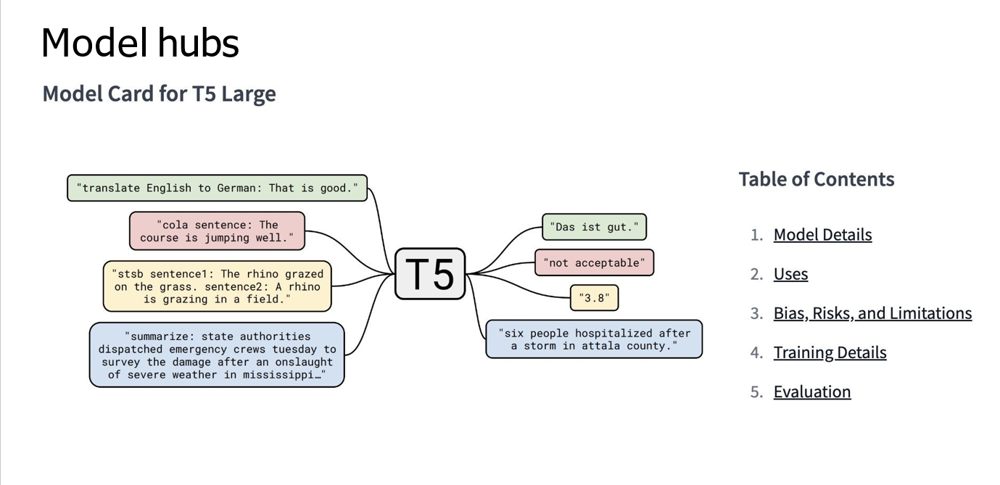 Model hubs
Model Card for T5 Large
"translate English to German: That is good."
"cola sentence: The
course is jumping well."
"stsb sentence1: The rhino grazed
on the grass. sentence2: A rhino
is grazing in a field."
"summarize: state authorities
dispatched emergency crews tuesday to
survey the damage after an onslaught
of severe weather in mississippi…"
T5
"Das ist gut."
"not acceptable"
"3.8"
"six people hospitalized after
a storm in attala county."
Table of Contents
1. Model Details
2. Uses
3. Bias, Risks, and Limitations
4. Training Details
5. Evaluation